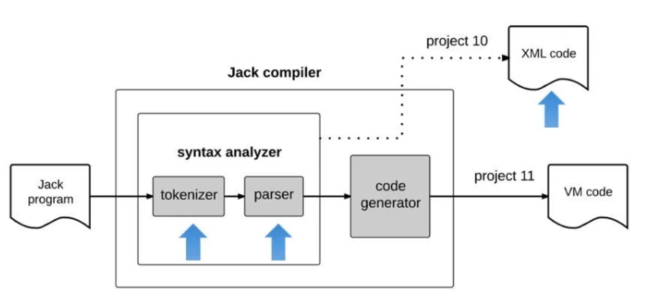 project 10
XML code
Jack compiler
syntax analyzer
Jack
program
tokenizer
parser
code
generator
project 11
VM code